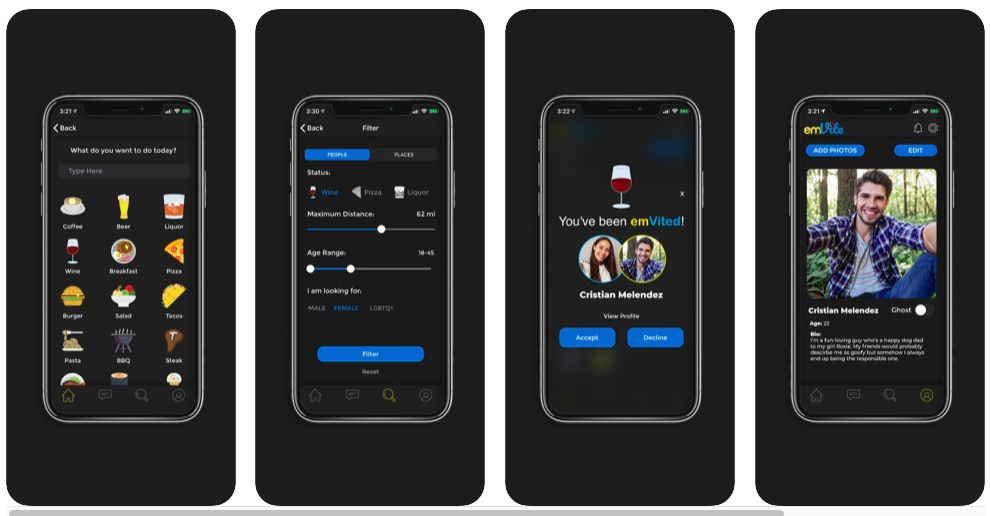 3:21
Back
What do you want to do today?
Type Here
Coffee Beer Liquor
Wine Breakfast Pizza
Burger Salad Tacos
Pasta BBQ Steak
3:30
Back Filter
PEOPLE PLACES
Status:
Wine Pizza Liquor
Maximum Distance: 62 mi
Age Range: 18-45
I am looking for:
MALE FEMALE LGBTQ+
Filter
Reset
3:22
x
You've been emVited!
Cristian Melendez
View Profile
Accept Decline
3:21
emVite
ADD PHOTOS EDIT
Cristian Melendez Ghost
Age: 22
Bio:
I'm a fun-loving guy who's a happy dog dad
to my girl Roxie. My friends would probably
describe me as goofy but somehow I always
end up being the responsible one.